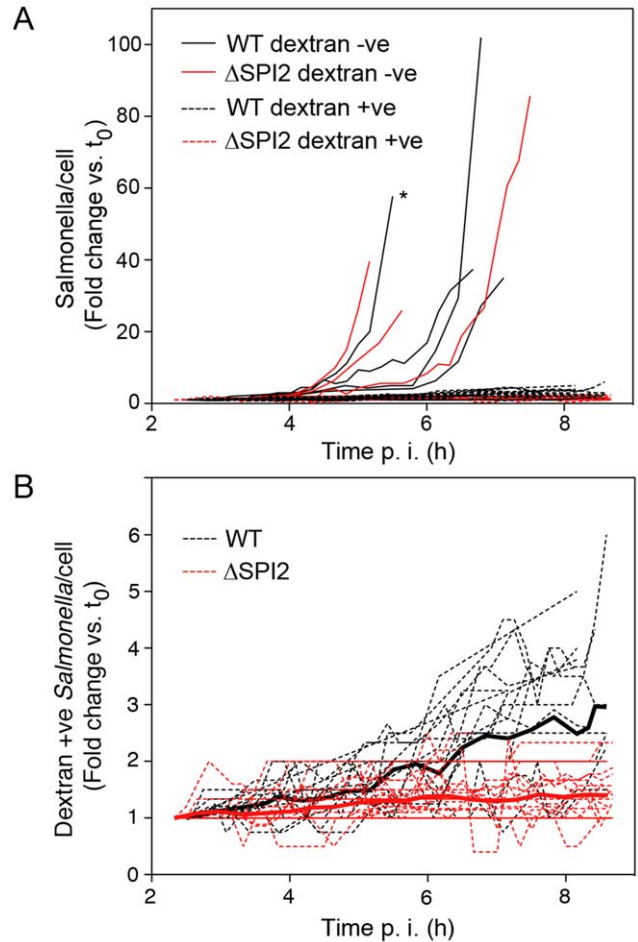 A
Salmonella/cell
(Fold change vs. t0)
100
80
60
40
20
0
WT dextran -ve
ΔSPI2 dextran -ve
WT dextran +ve
ΔSPI2 dextran +ve
*
2 4 6 8
Time p. i. (h)
B
Dextran +ve Salmonella/cell
(Fold change vs. t0)
6
5
4
3
2
1
0
WT
ΔSPI2
2 4 6 8
Time p. i. (h)